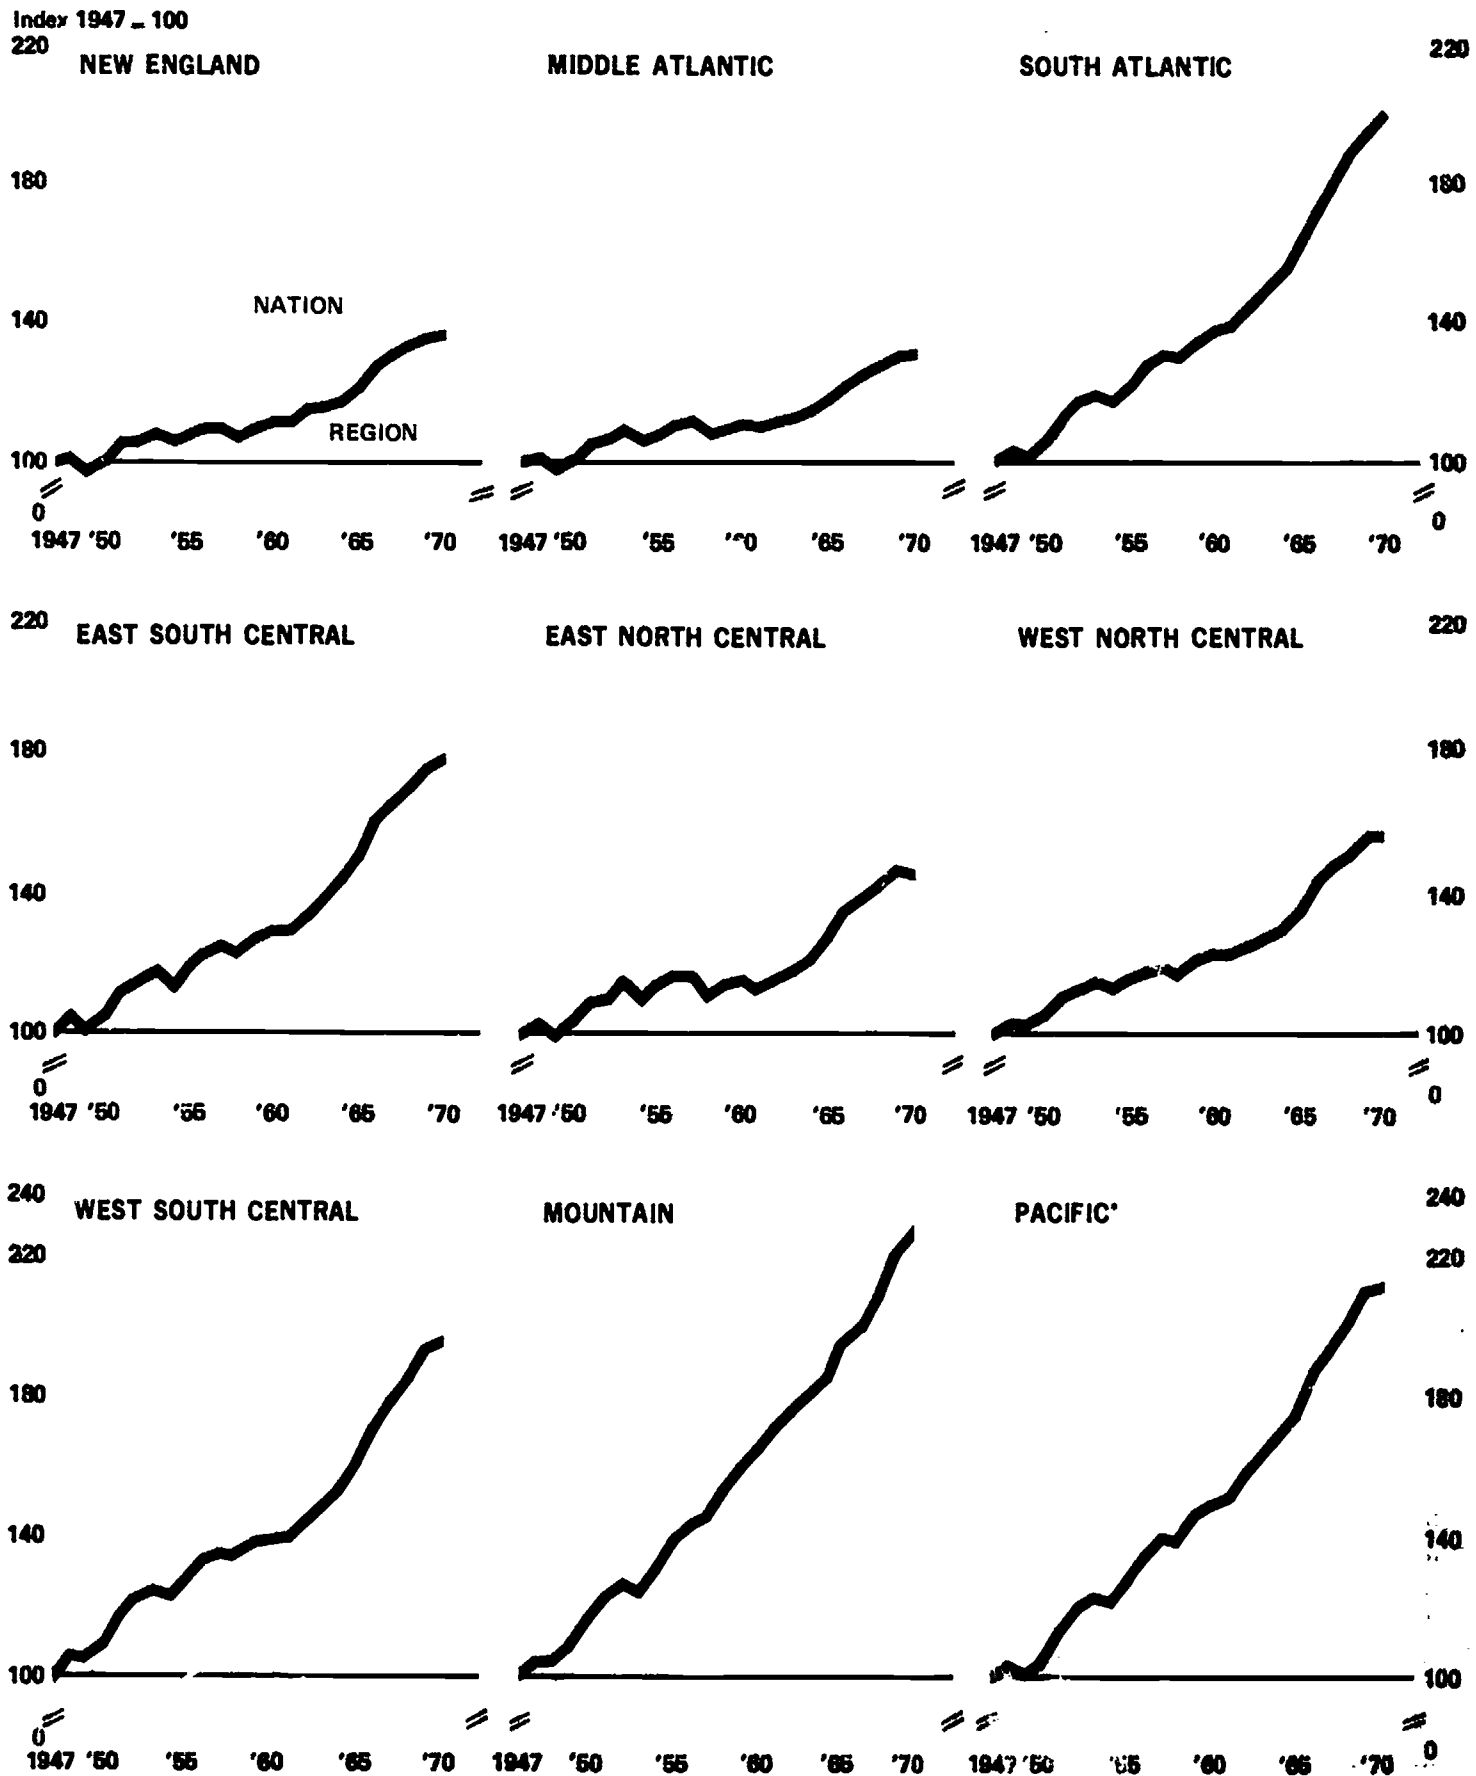 Index 1947 = 100
220 220
NEW ENGLAND MIDDLE ATLANTIC SOUTH ATLANTIC
180 180
NATION
140 140
REGION
100 100
0 0
1947 '50 '55 '60 '65 '70 1947 '50 '55 '65 '70 1947 '50 '55 '60 '65 '70
220 220
EAST SOUTH CENTRAL EAST NORTH CENTRAL WEST NORTH CENTRAL
180 180
140 140
100 100
0 0
1947 '50 '55 '60 '65 '70 1947 '50 '55 '60 '65 '70 1947 '50 '55 '60 '65 '70
240 240
WEST SOUTH CENTRAL MOUNTAIN PACIFIC*
220 220
180 180
140 140
100 100
0 0
1947 '50 '55 '60 '65 '70 1947 '50 '55 '60 '65 '70 1947 '50 '60 '65 '70